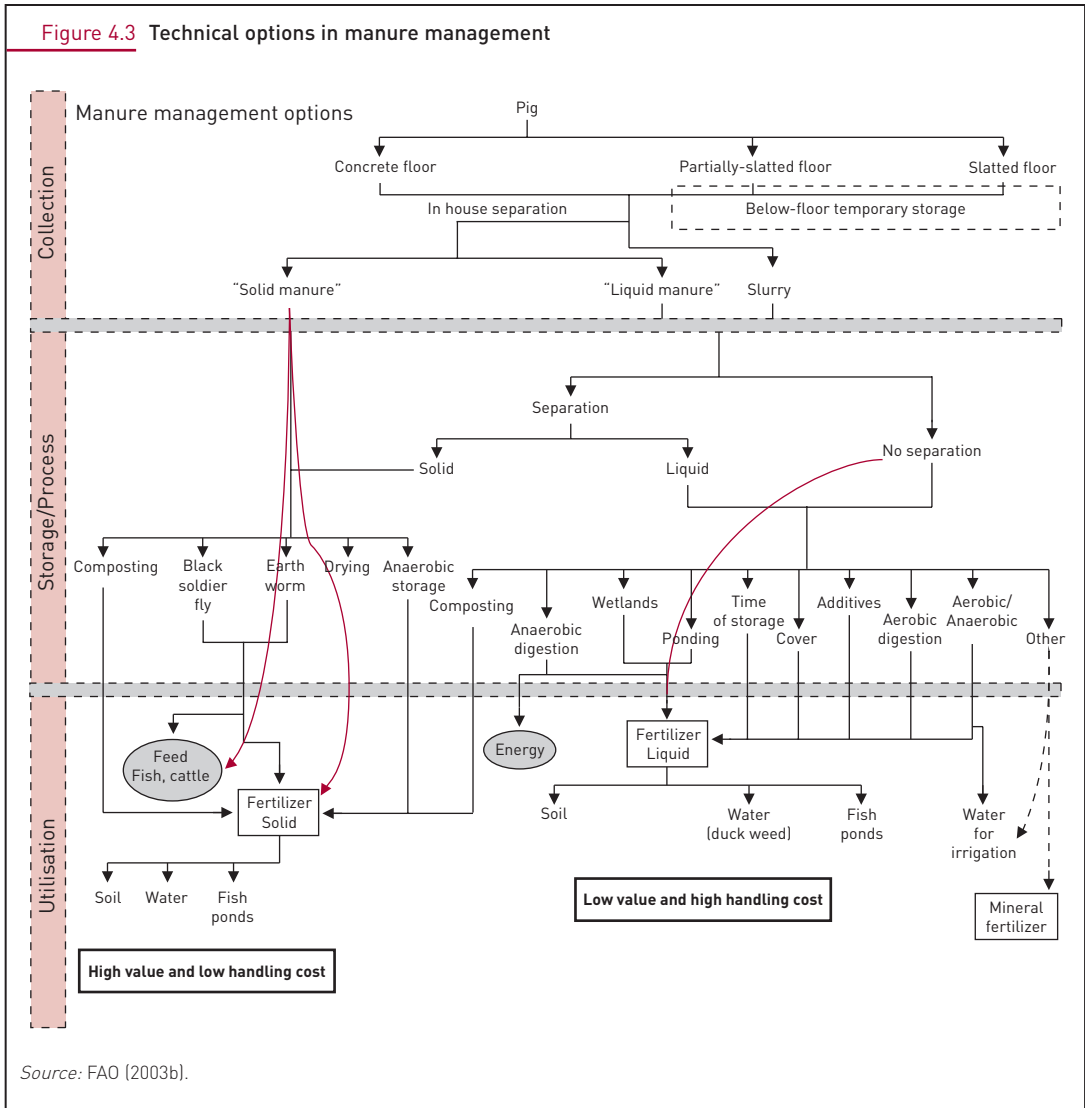 Figure 4.3 Technical options in manure management
Manure management options
Collection
Pig
Concrete floor
Partially-slatted floor
Slatted floor
In house separation
Below-floor temporary storage
"Solid manure"
"Liquid manure"
Slurry
Storage/Process
Separation
No separation
Solid
Liquid
Composting
Black
soldier
fly
Earth
worm
Drying
Anaerobic
storage
Composting
Anaerobic
digestion
Wetlands
Ponding
Time
of storage
Cover
Additives
Aerobic
digestion
Aerobic/
Anaerobic
Other
Utilisation
Feed
Fish, cattle
Fertilizer
Solid
Energy
Fertilizer
Liquid
Soil
Water
(duck weed)
Fish
ponds
Water
for
irrigation
Soil
Water
Fish
ponds
Low value and high handling cost
Mineral
fertilizer
High value and low handling cost
Source: FAO (2003b).